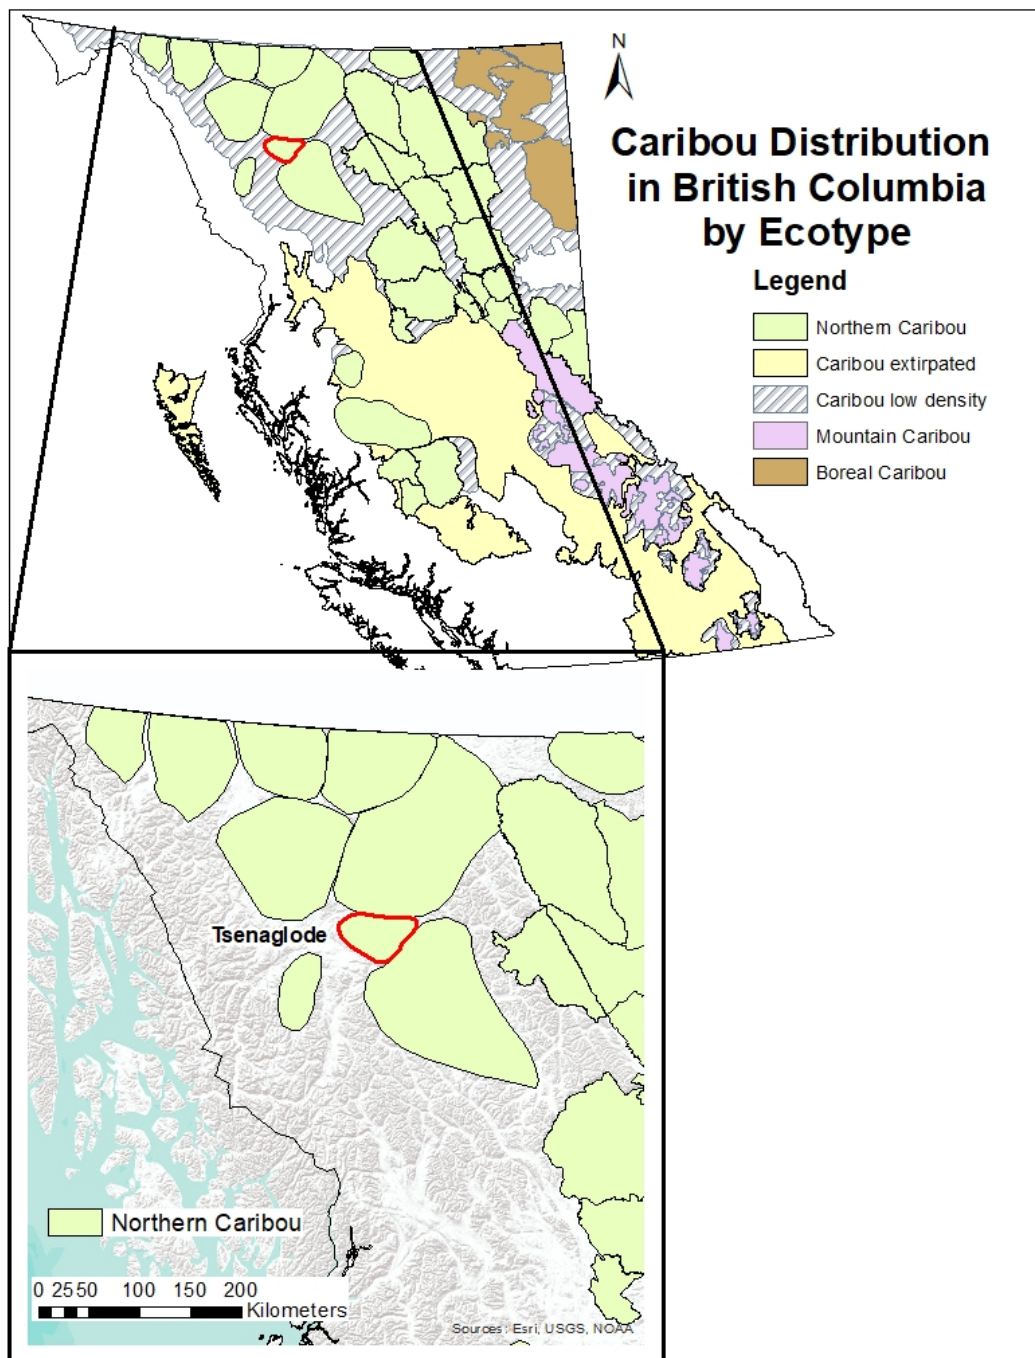 N
Caribou Distribution
in British Columbia
by Ecotype
Legend
Northern Caribou
Caribou extirpated
Caribou low density
Mountain Caribou
Boreal Caribou
Tsenaglode
Northern Caribou
0 25 50 100 150 200
Kilometers
Sources: Esri, USGS, NOAA